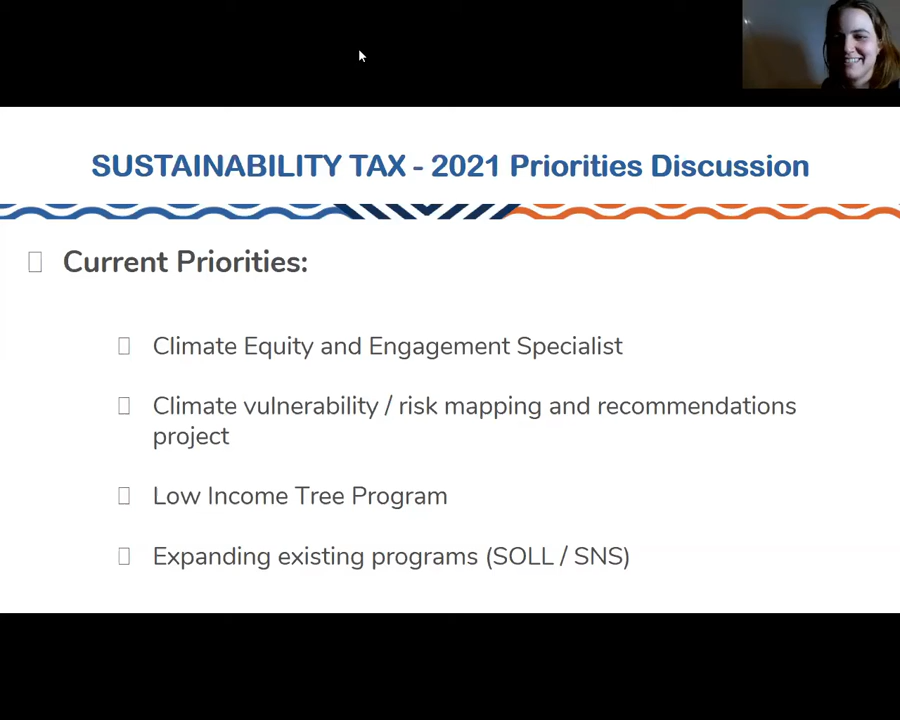 SUSTAINABILITY TAX - 2021 Priorities Discussion
Current Priorities:
Climate Equity and Engagement Specialist
Climate vulnerability / risk mapping and recommendations
project
Low Income Tree Program
Expanding existing programs (SOLL / SNS)